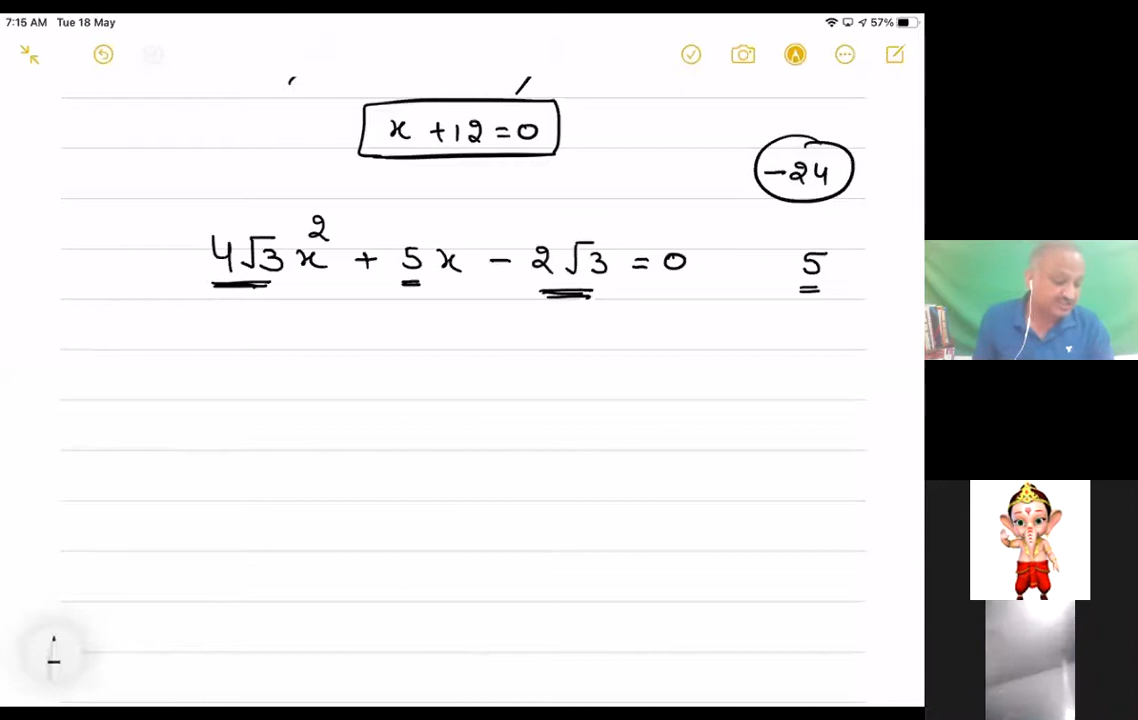 7:15 AM Tue 18 May
57%
x + 12 = 0
-24
4√3 x² + 5x - 2√3 = 0
5